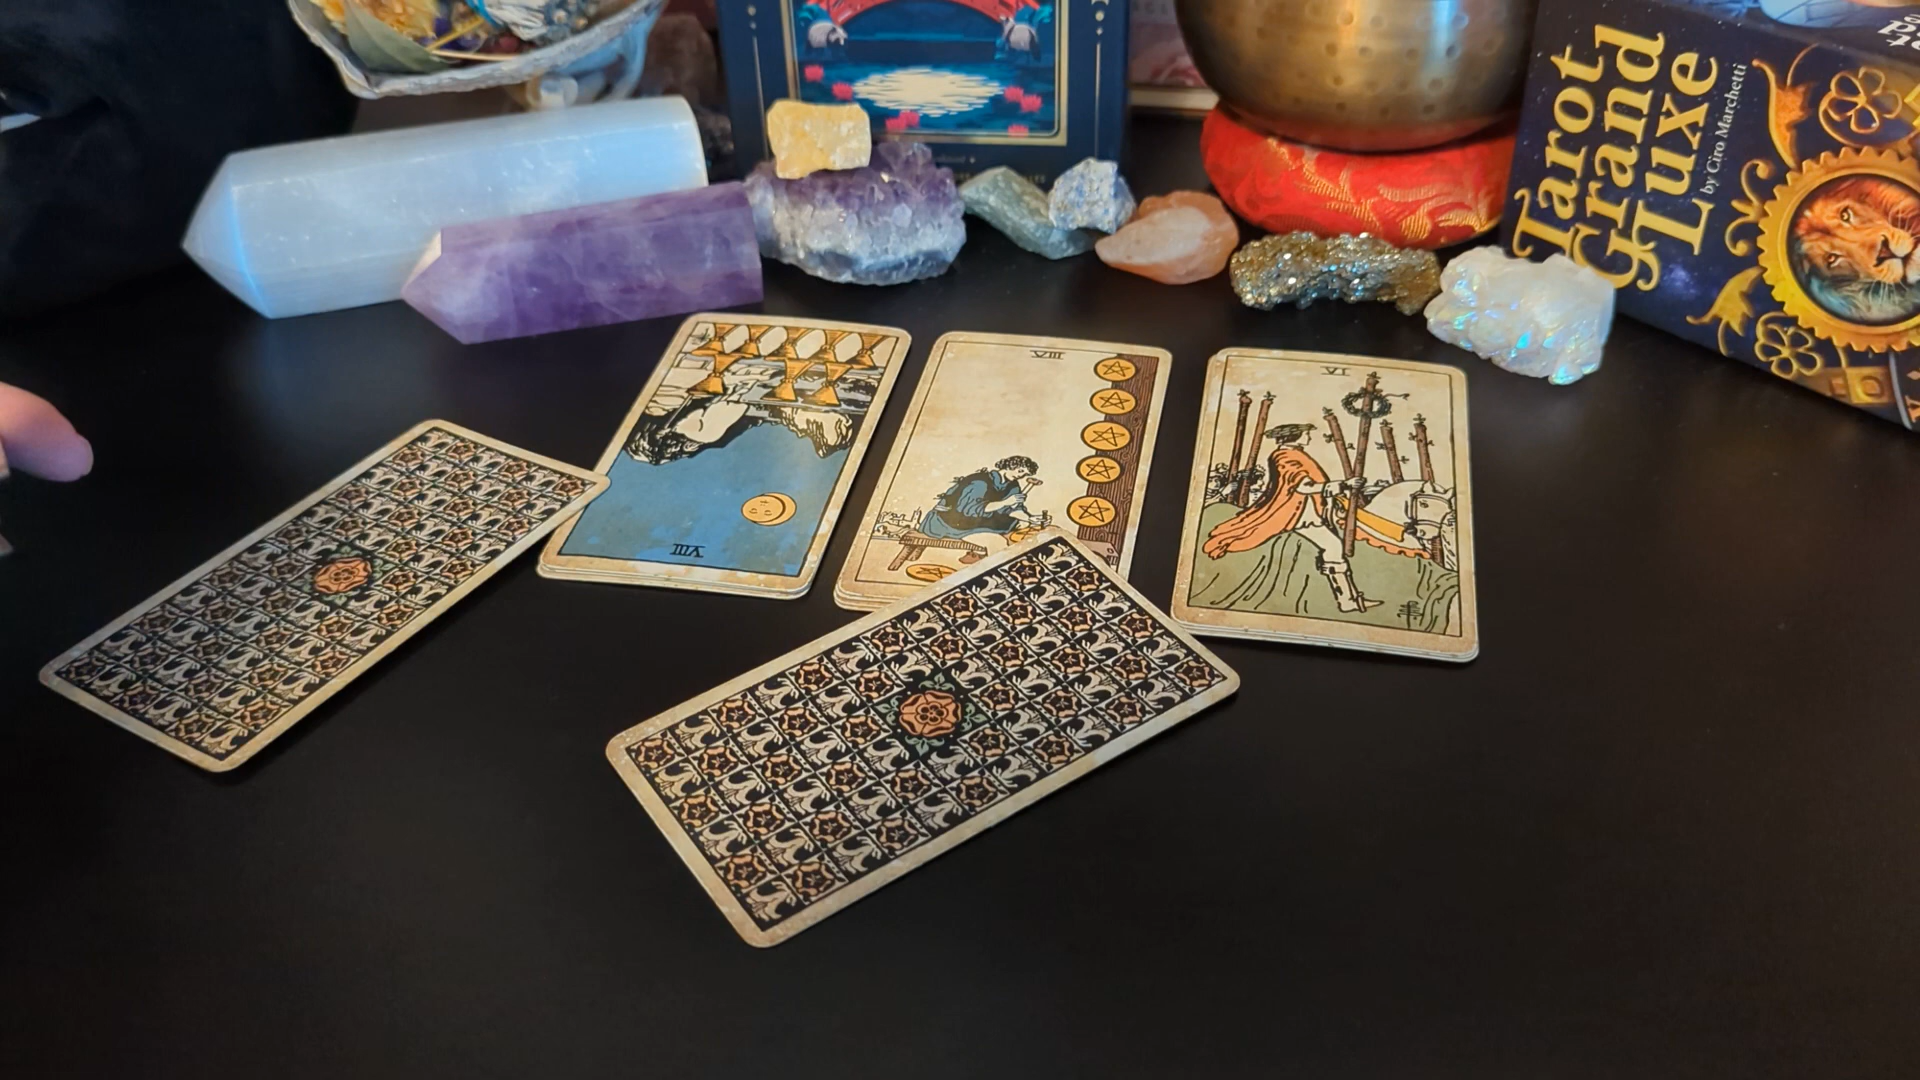 Tarot
Grand
Luxe
by Ciro Marchetti
VIII
VIII
VI